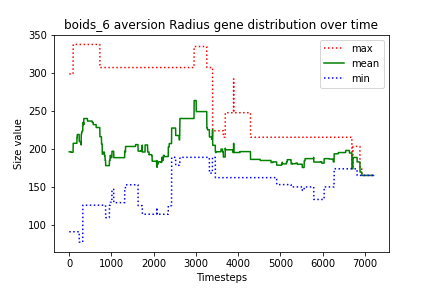 boids_6 aversion Radius gene distribution over time
350
300
250
200
150
100
Size value
max
mean
min
0 1000 2000 3000 4000 5000 6000 7000
Timesteps